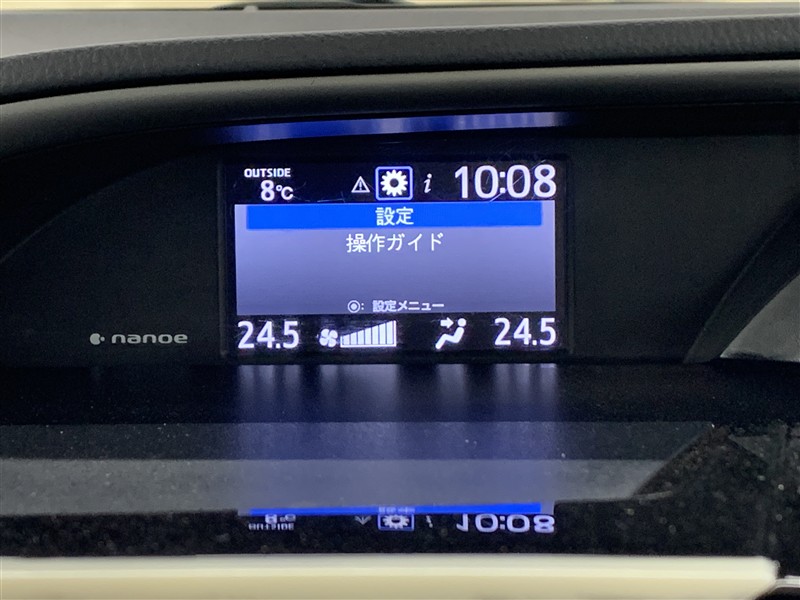 OUTSIDE
8℃
i 10:08
設定
操作ガイド
◉: 設定メニュー
24.5 24.5
nanoe